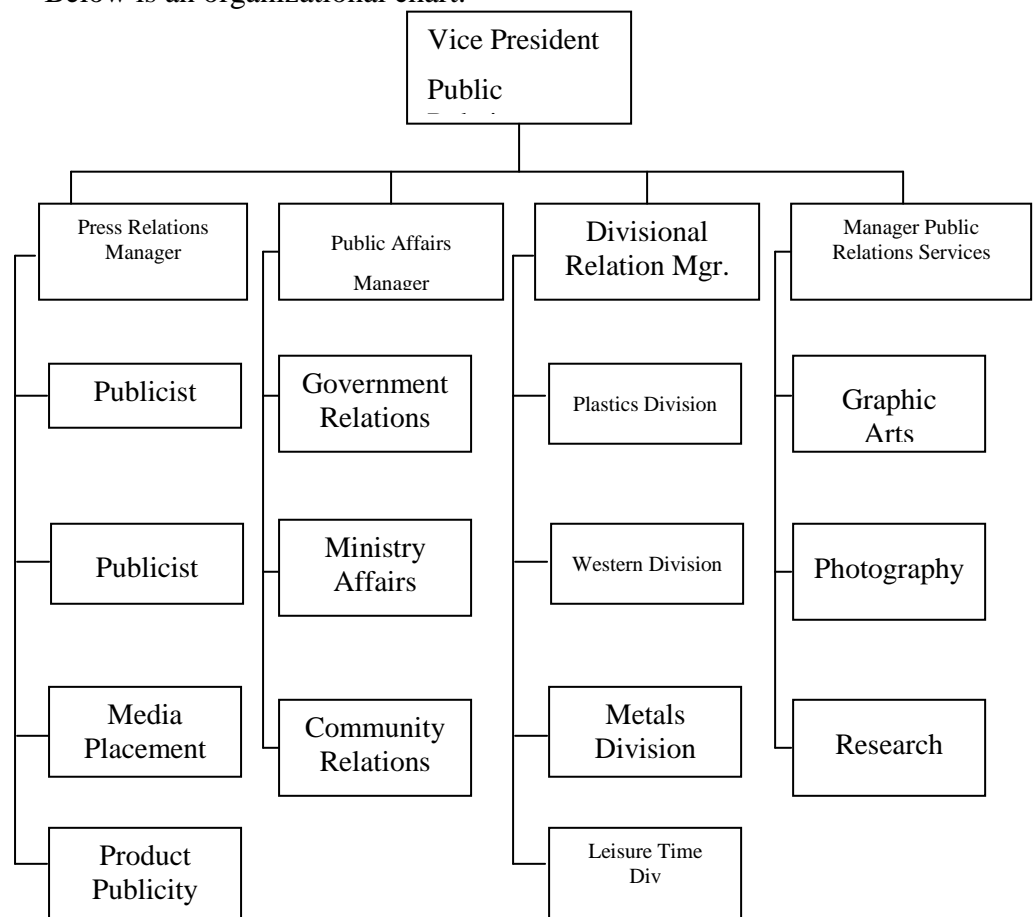 Below is an organizational chart.
Vice President
Public
Press Relations
Manager
Public Affairs
Manager
Divisional
Relation Mgr.
Manager Public
Relations Services
Publicist
Government
Relations
Plastics Division
Graphic
Arts
Publicist
Ministry
Affairs
Western Division
Photography
Media
Placement
Community
Relations
Metals
Division
Research
Product
Publicity
Leisure Time
Div